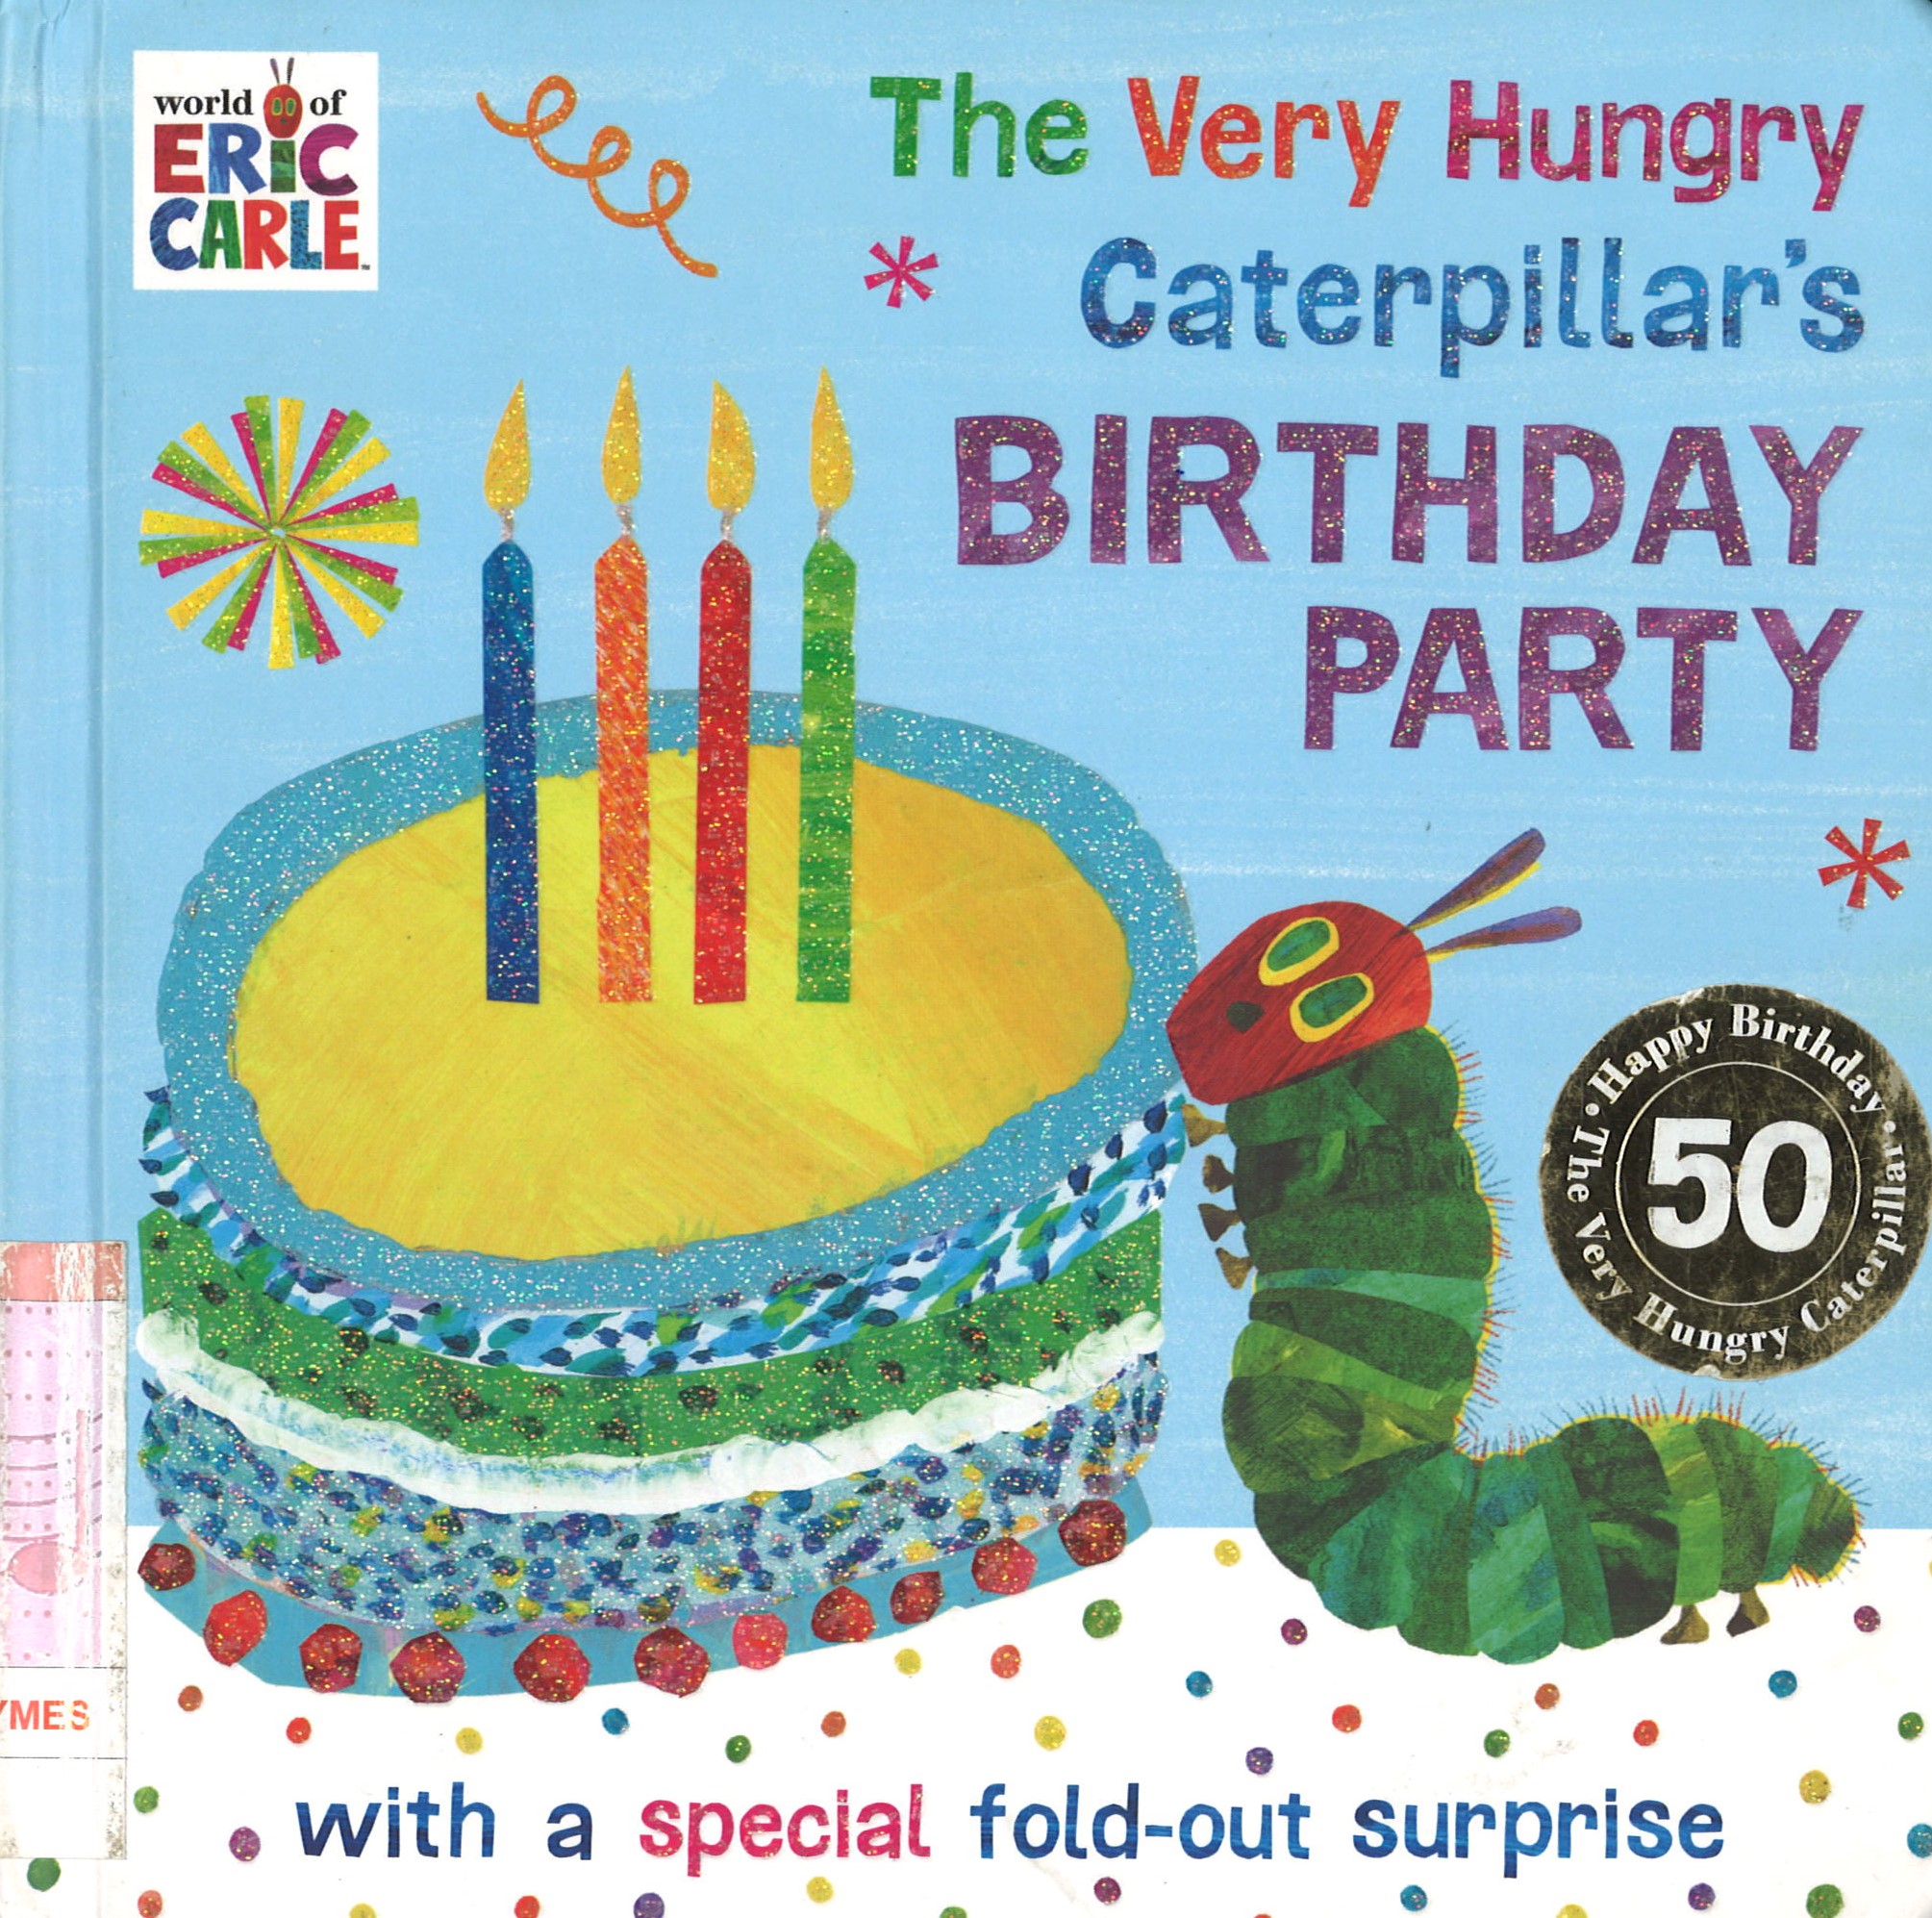 world of
ERiC
CARLE™
The Very Hungry
Caterpillar's
BIRTHDAY
PARTY
• Happy Birthday •
The Very Hungry Caterpillar
50
YMES
with a special fold-out surprise